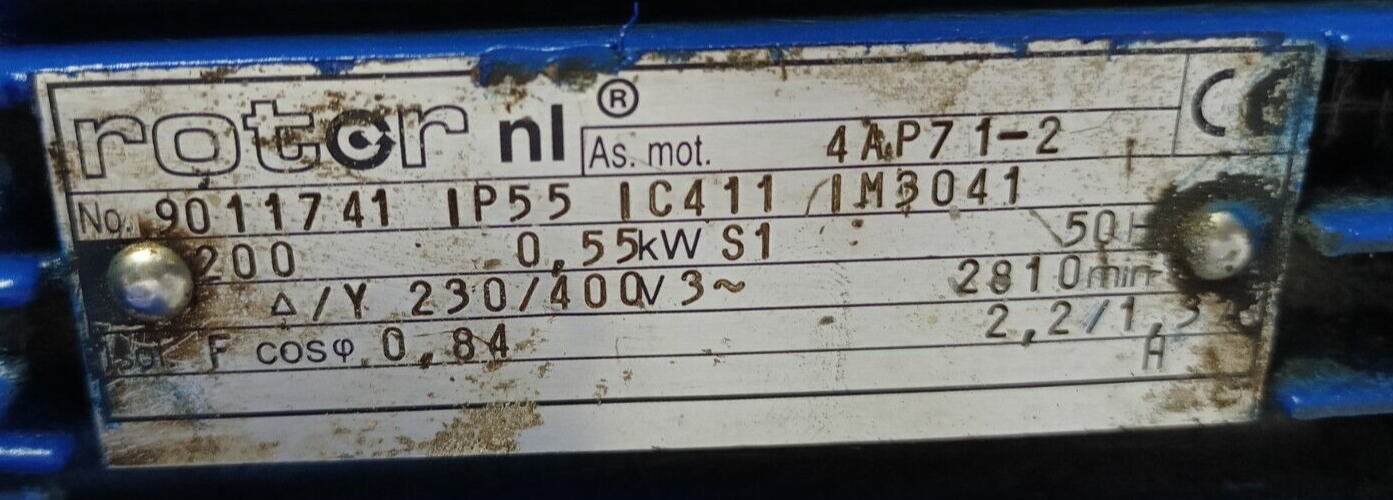 rotor nl ® CE
As. mot. 4AP71-2
No. 9011741 IP55 IC411 IM3041
200 0,55kW S1 50H
Δ/Y 230/400V 3~ 2810min
F cosφ 0,84 2,2/1,3
A